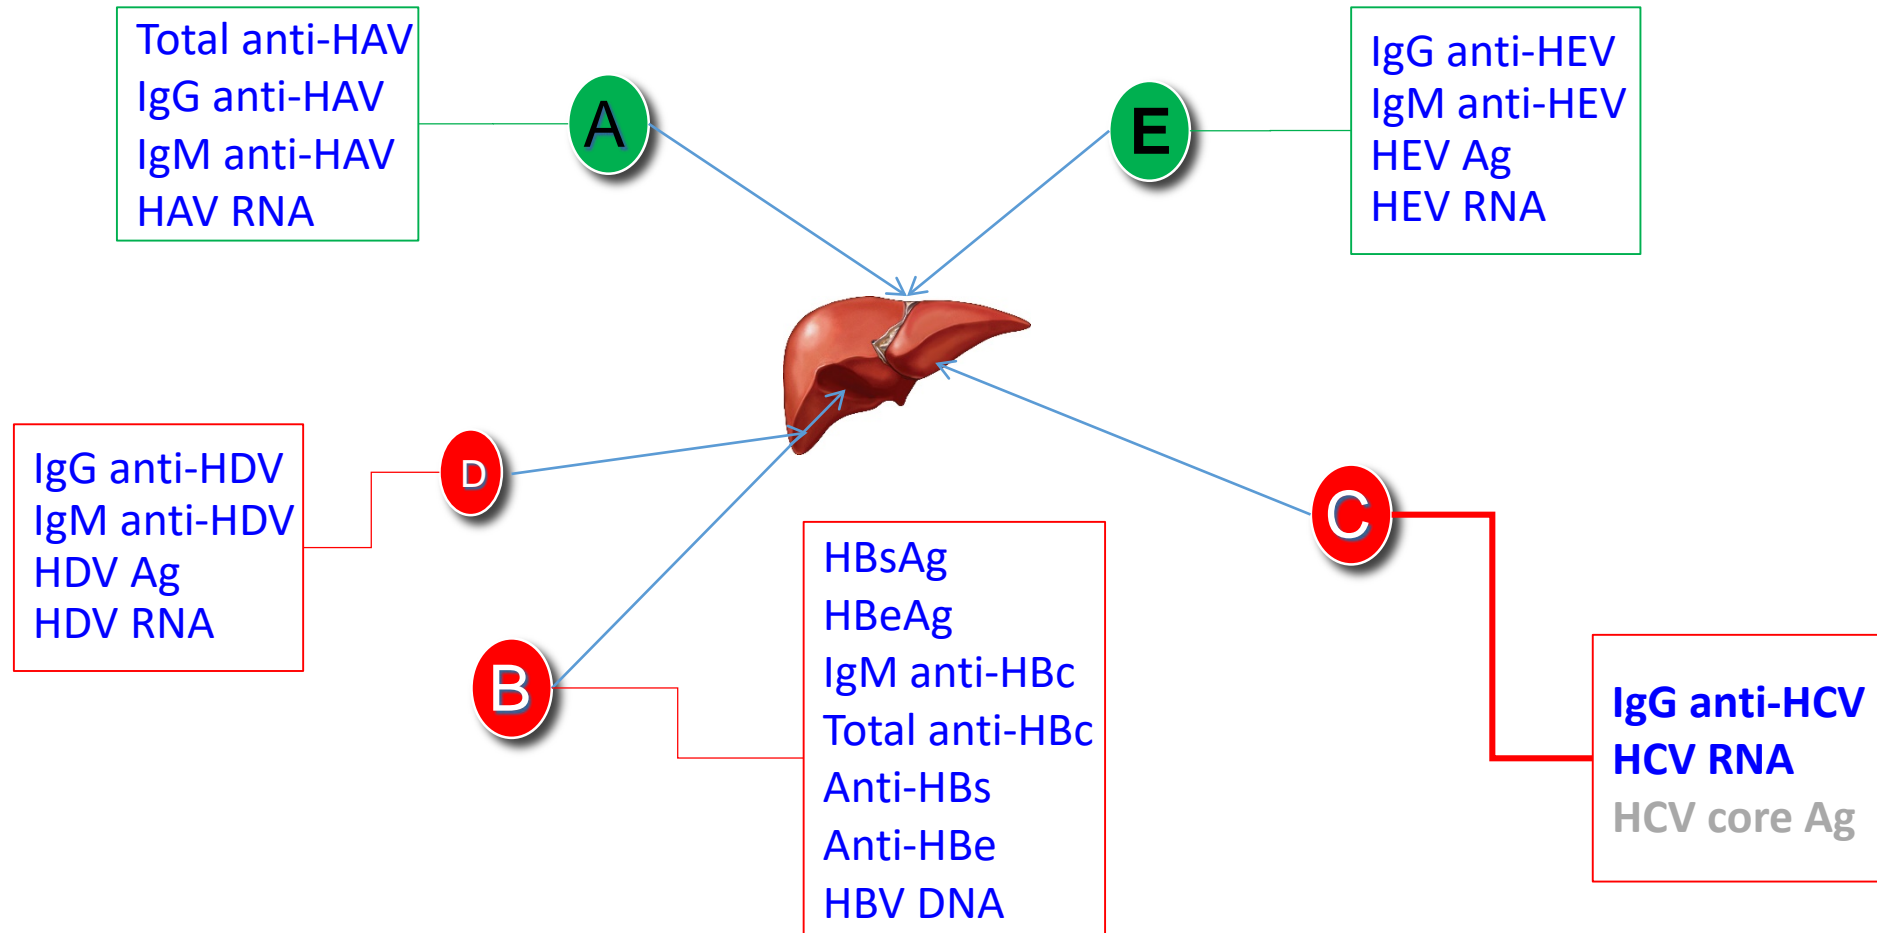 Total anti-HAV
IgG anti-HAV
IgM anti-HAV
HAV RNA
A
E
IgG anti-HEV
IgM anti-HEV
HEV Ag
HEV RNA
IgG anti-HDV
IgM anti-HDV
HDV Ag
HDV RNA
D
B
HBsAg
HBeAg
IgM anti-HBc
Total anti-HBc
Anti-HBs
Anti-HBe
HBV DNA
C
IgG anti-HCV
HCV RNA
HCV core Ag